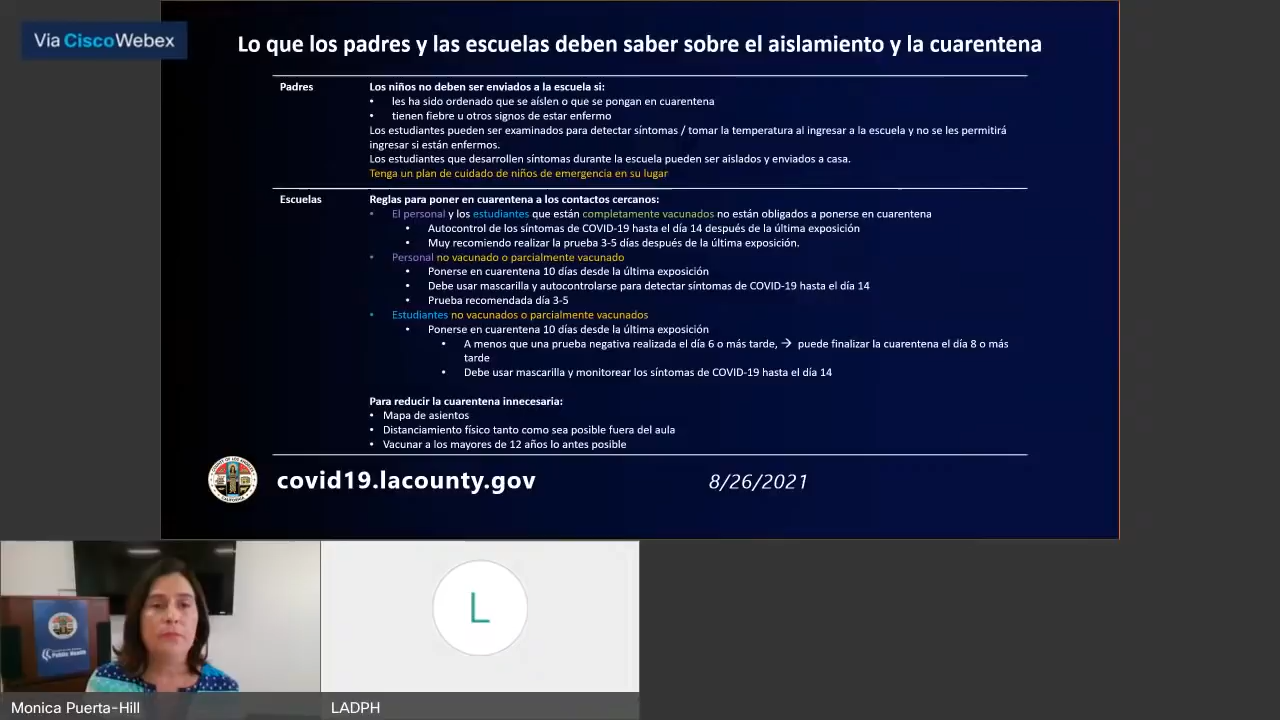 Via Cisco Webex
Lo que los padres y las escuelas deben saber sobre el aislamiento y la cuarentena
Padres
Los niños no deben ser enviados a la escuela si:
• les ha sido ordenado que se aíslen o que se pongan en cuarentena
• tienen fiebre u otros signos de estar enfermo
Los estudiantes pueden ser examinados para detectar síntomas / tomar la temperatura al ingresar a la escuela y no se les permitirá
ingresar si están enfermos.
Los estudiantes que desarrollen síntomas durante la escuela pueden ser aislados y enviados a casa.
Tenga un plan de cuidado de niños de emergencia en su lugar
Escuelas
Reglas para poner en cuarentena a los contactos cercanos:
• El personal y los estudiantes que están completamente vacunados no están obligados a ponerse en cuarentena
• Autocontrol de los síntomas de COVID-19 hasta el día 14 después de la última exposición
• Muy recomiendo realizar la prueba 3-5 días después de la última exposición.
• Personal no vacunado o parcialmente vacunado
• Ponerse en cuarentena 10 días desde la última exposición
• Debe usar mascarilla y autocontrolarse para detectar síntomas de COVID-19 hasta el día 14
• Prueba recomendada día 3-5
• Estudiantes no vacunados o parcialmente vacunados
• Ponerse en cuarentena 10 días desde la última exposición
• A menos que una prueba negativa realizada el día 6 o más tarde, → puede finalizar la cuarentena el día 8 o más
tarde
• Debe usar mascarilla y monitorear los síntomas de COVID-19 hasta el día 14
Para reducir la cuarentena innecesaria:
• Mapa de asientos
• Distanciamiento físico tanto como sea posible fuera del aula
• Vacunar a los mayores de 12 años lo antes posible
covid19.lacounty.gov
8/26/2021
Public Health
L
Monica Puerta-Hill
LADPH